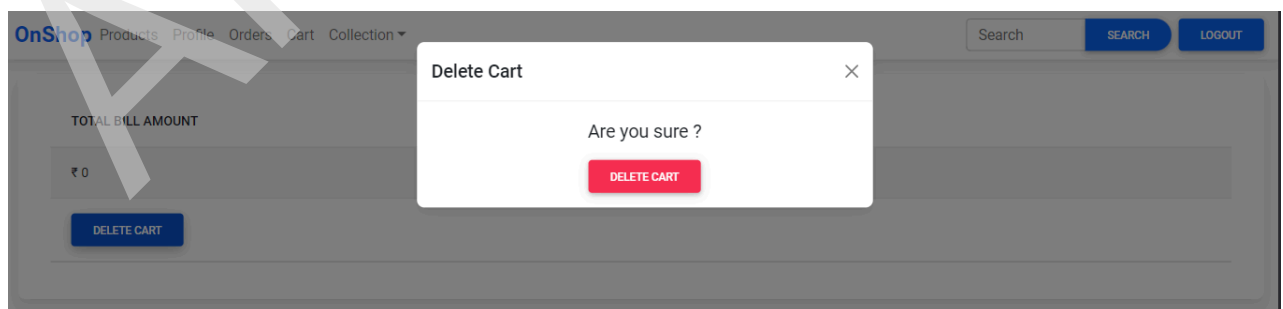 OnShop Products Profile Orders Cart Collection Search SEARCH LOGOUT
Delete Cart
TOTAL BILL AMOUNT
Are you sure ?
₹ 0
DELETE CART
DELETE CART